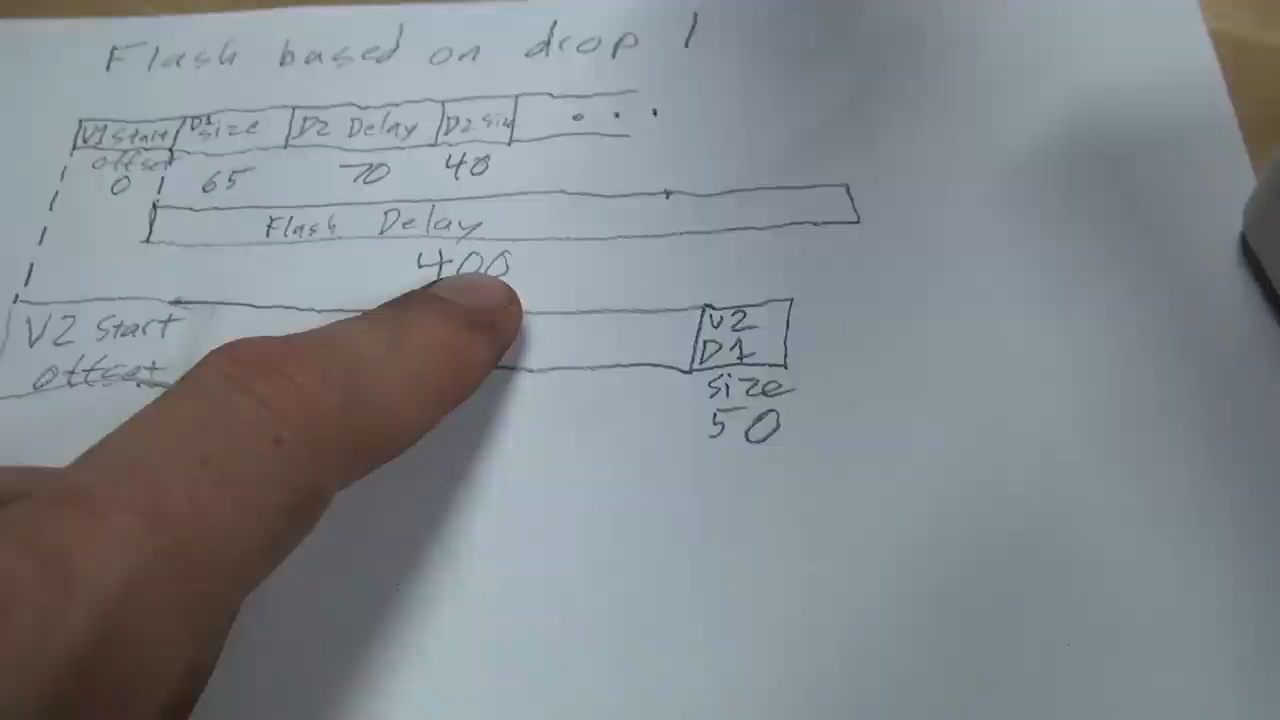 Flash based on drop 1
V1 Start offset D1 size D2 Delay D2 Siz
0 65 70 40
Flash Delay
400
V2 Start offset V2 D1
size
50